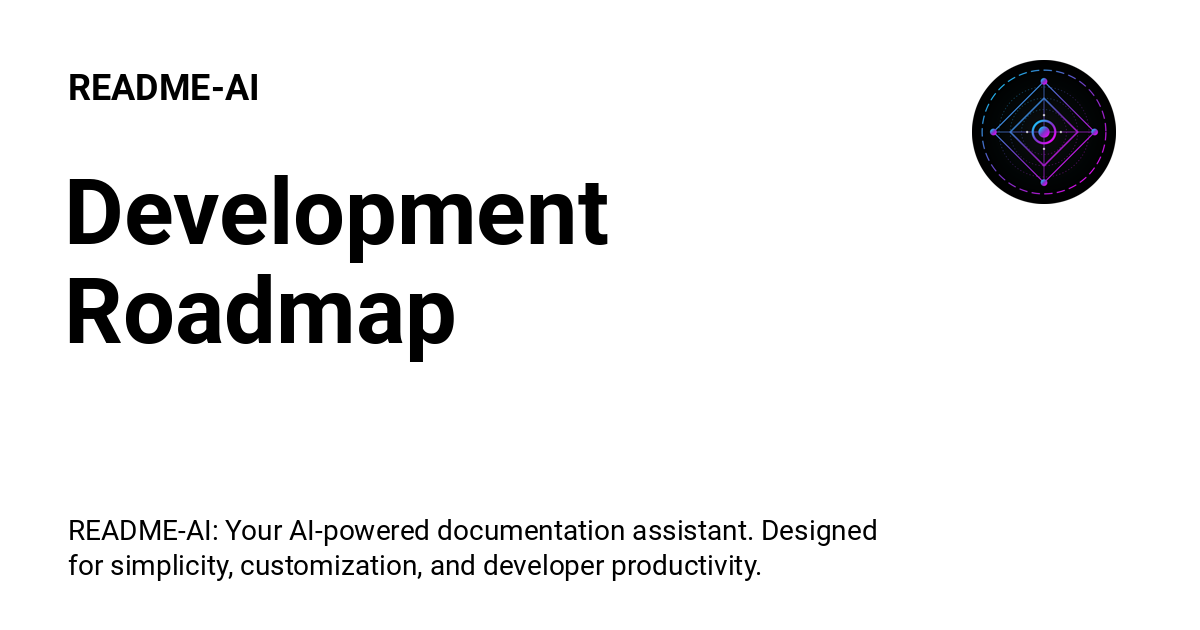 README-AI
Development
Roadmap
README-AI: Your AI-powered documentation assistant. Designed
for simplicity, customization, and developer productivity.